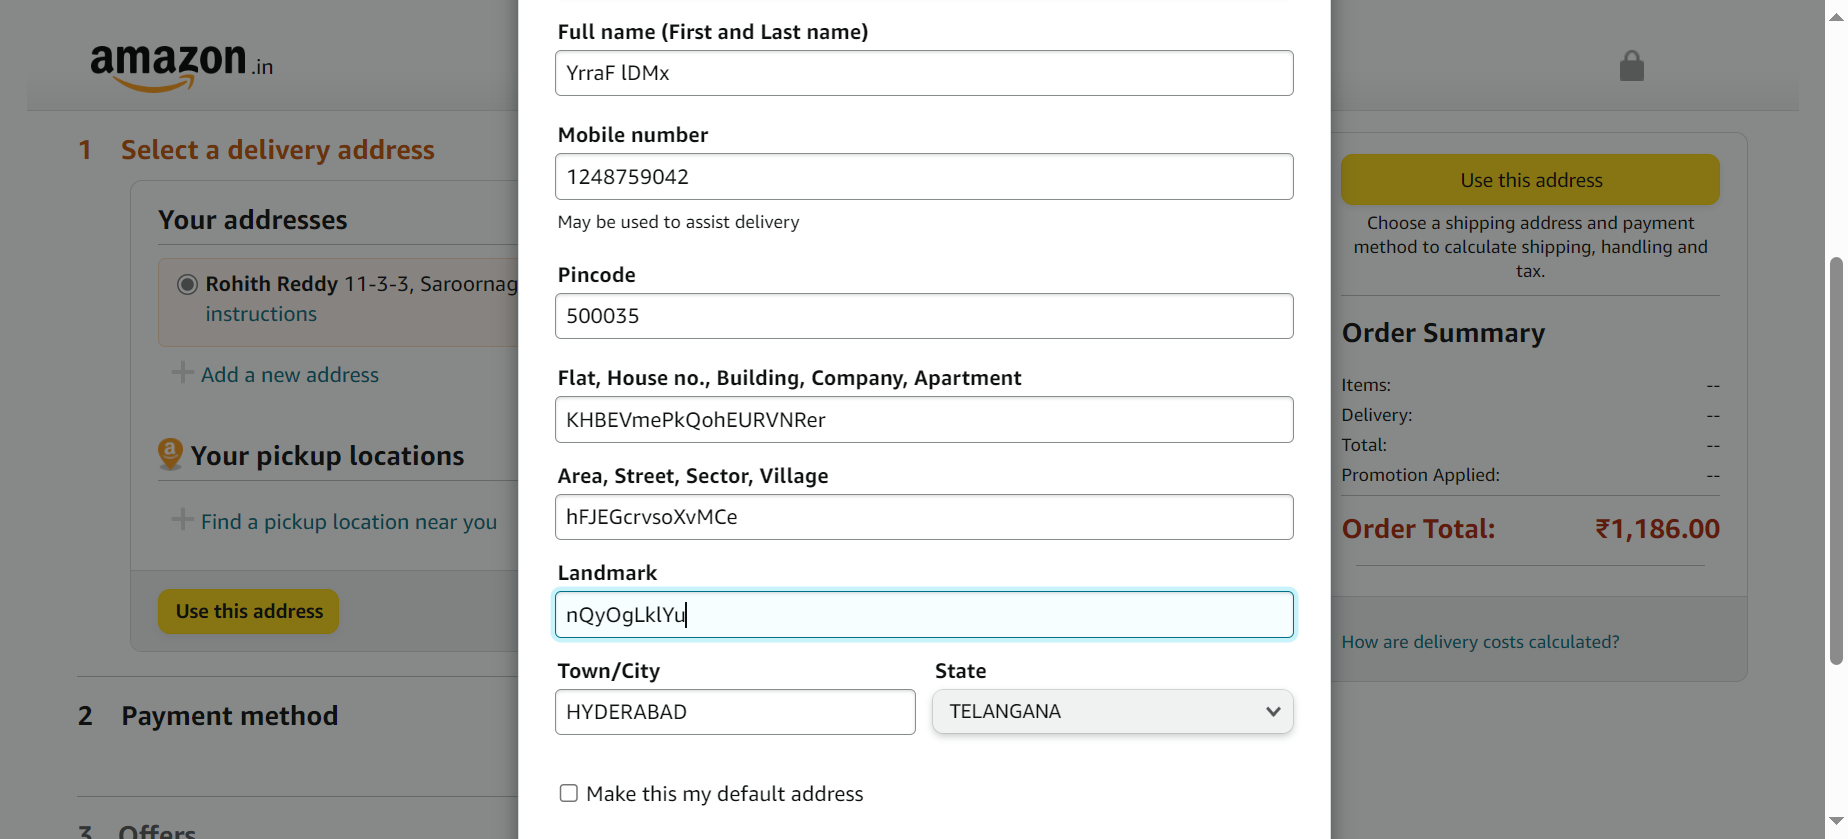 amazon.in
1 Select a delivery address
Your addresses
Rohith Reddy 11-3-3, Saroornag
instructions
Add a new address
Your pickup locations
Find a pickup location near you
Use this address
2 Payment method
3 Offers
Full name (First and Last name)
YrraF lDMx
Mobile number
1248759042
May be used to assist delivery
Pincode
500035
Flat, House no., Building, Company, Apartment
KHBEVmePkQohEURVNRer
Area, Street, Sector, Village
hFJEGcrvsoXvMCe
Landmark
nQyOgLklYu
Town/City State
HYDERABAD TELANGANA
Make this my default address
Use this address
Choose a shipping address and payment
method to calculate shipping, handling and
tax.
Order Summary
Items: --
Delivery: --
Total: --
Promotion Applied: --
Order Total: ₹1,186.00
How are delivery costs calculated?